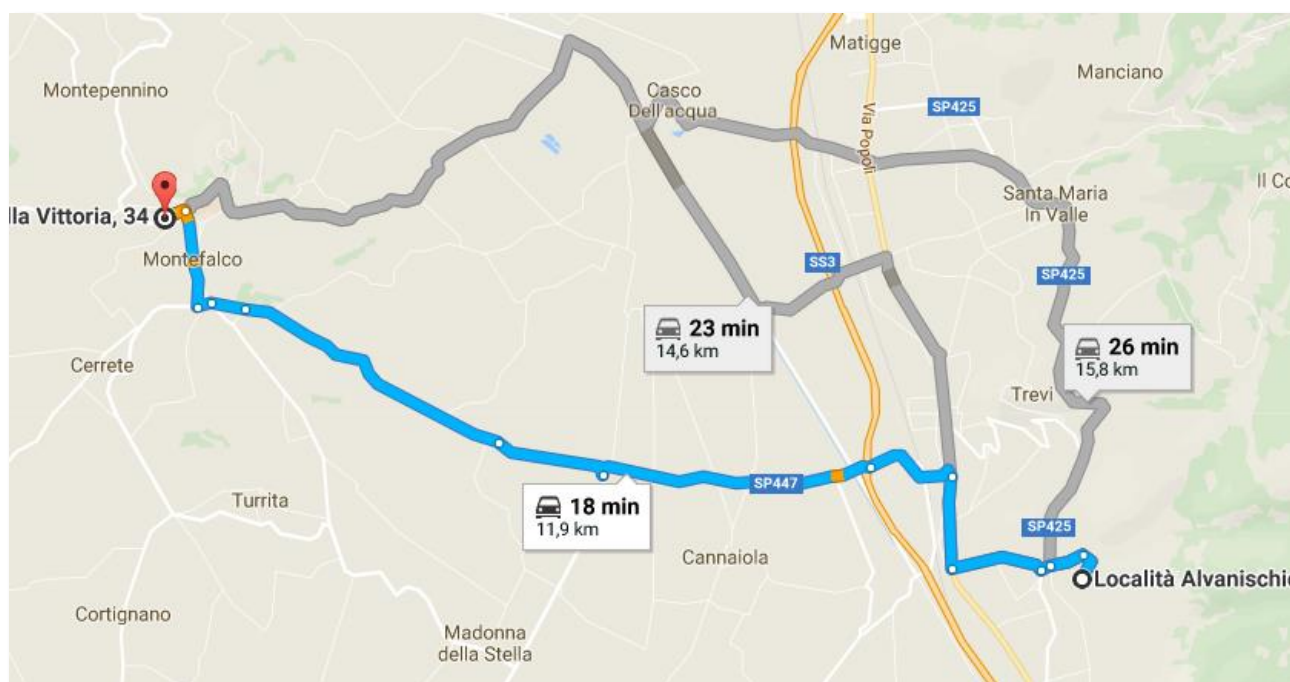 Matigge
Manciano
Montepennino
Casco
Dell'acqua
SP425
Via Popoli
Santa Maria
In Valle
Il Co
lla Vittoria, 34
Montefalco
SS3
SP425
23 min
14,6 km
26 min
15,8 km
Cerrete
Trevi
SP447
18 min
11,9 km
Turrita
Cannaiola
SP425
Località Alvanischio
Cortignano
Madonna
della Stella